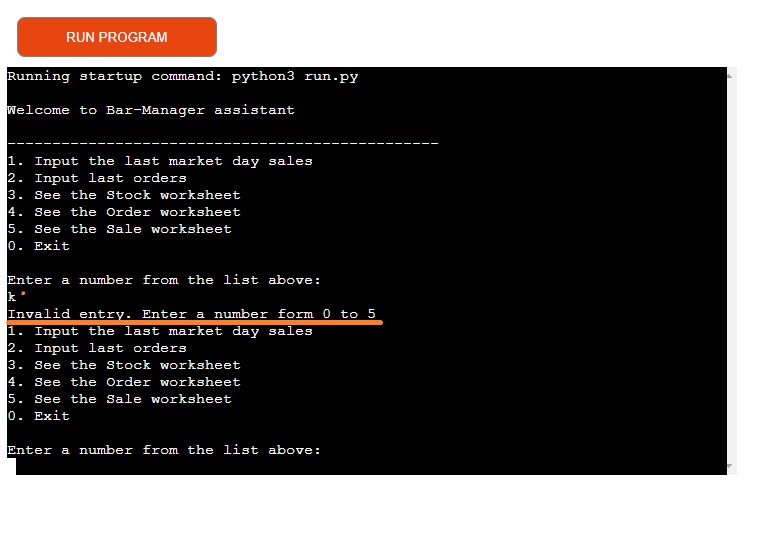 RUN PROGRAM
Running startup command: python3 run.py
Welcome to Bar-Manager assistant
------------------------------------------------
1. Input the last market day sales
2. Input last orders
3. See the Stock worksheet
4. See the Order worksheet
5. See the Sale worksheet
0. Exit
Enter a number from the list above:
k
Invalid entry. Enter a number form 0 to 5
1. Input the last market day sales
2. Input last orders
3. See the Stock worksheet
4. See the Order worksheet
5. See the Sale worksheet
0. Exit
Enter a number from the list above: